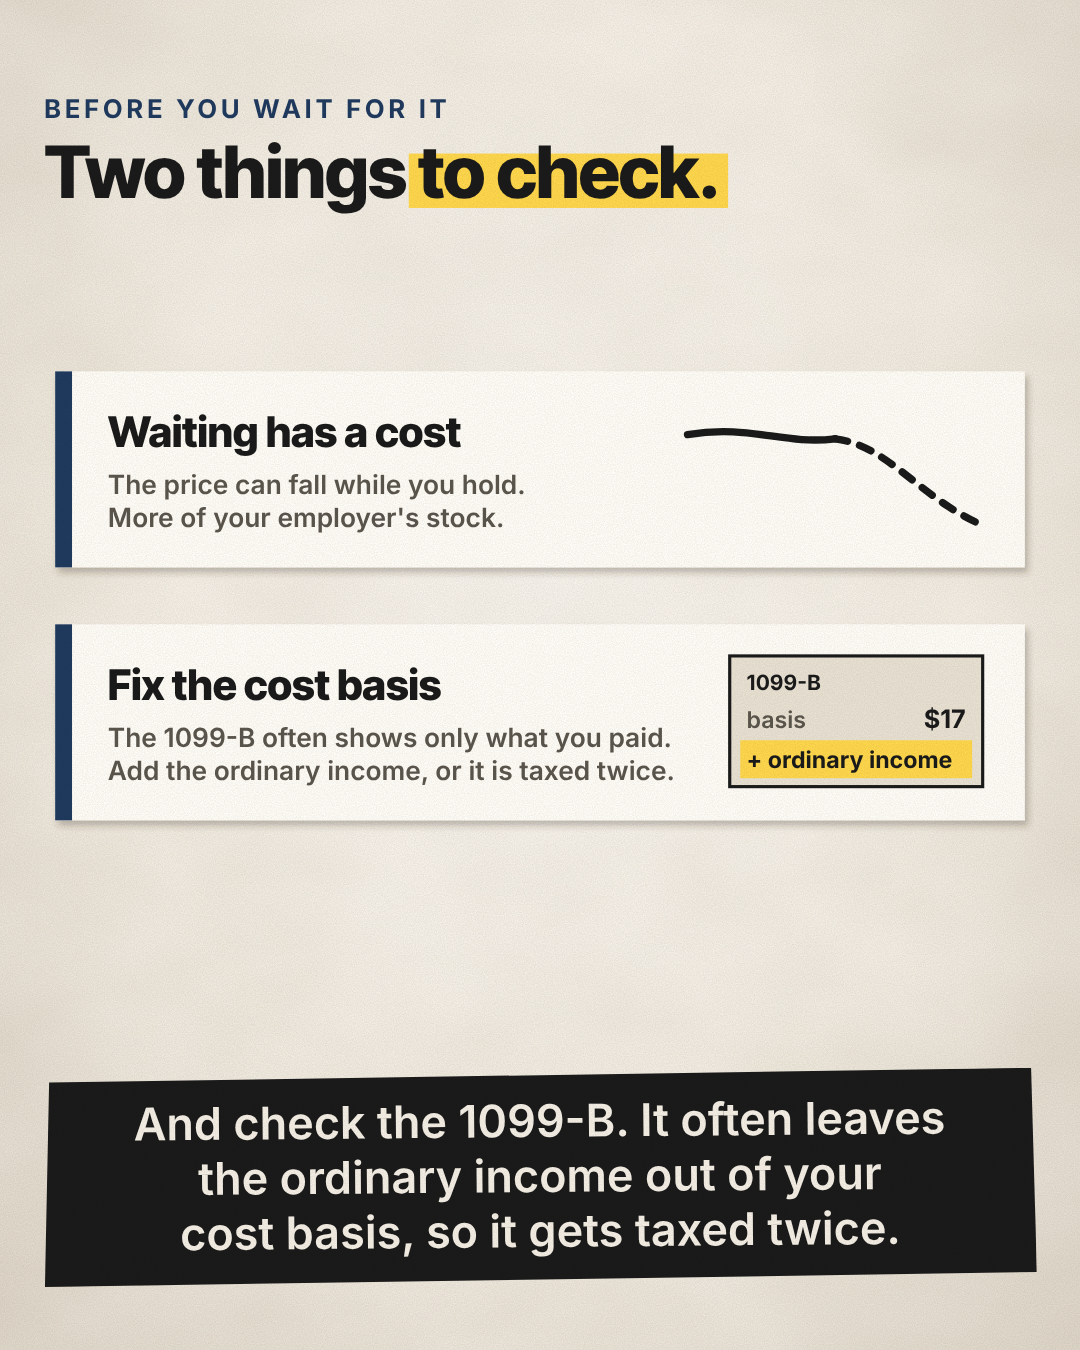 BEFORE YOU WAIT FOR IT
Two things to check.
Waiting has a cost
The price can fall while you hold.
More of your employer's stock.
Fix the cost basis
The 1099-B often shows only what you paid.
Add the ordinary income, or it is taxed twice.
1099-B
basis $17
+ ordinary income
And check the 1099-B. It often leaves
the ordinary income out of your
cost basis, so it gets taxed twice.